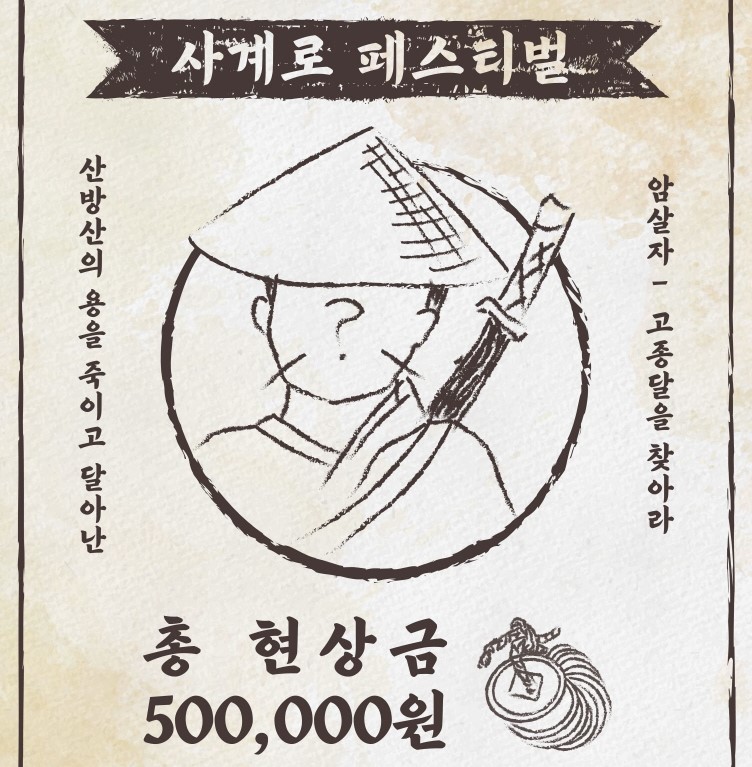 사계로 페스티벌
산방산의 용을 죽이고 달아난
암살자 - 고종달을 찾아라
?
총 현상금
500,000원